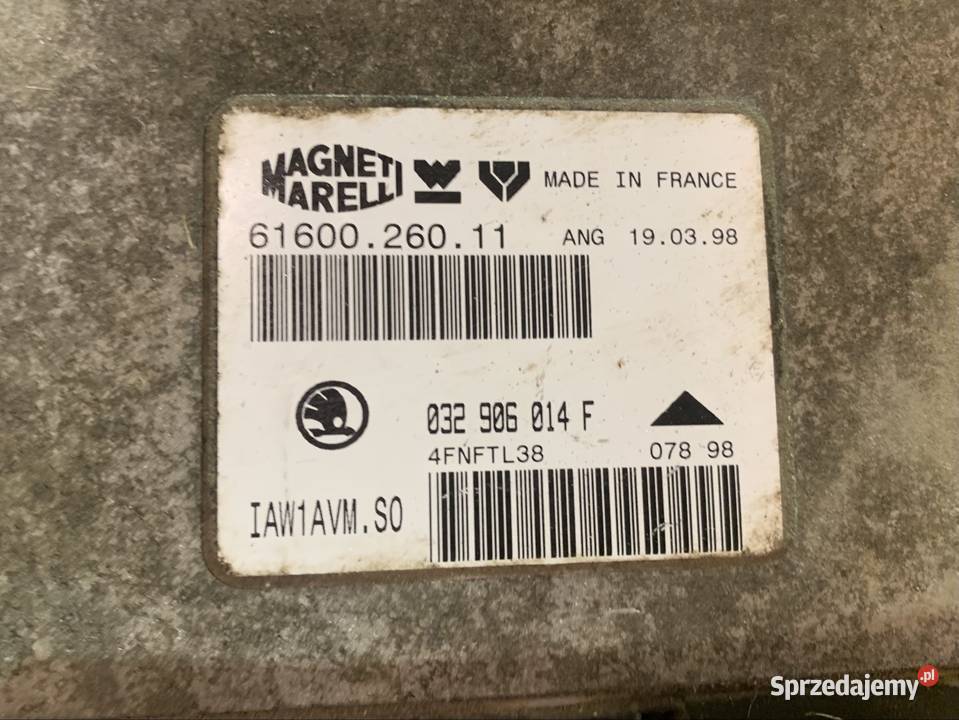 MAGNETI
MARELLI
MADE IN FRANCE
61600.260.11 ANG 19.03.98
032 906 014 F
4FNFTL38 078 98
IAW1AVM.S0
Sprzedajemy.pl